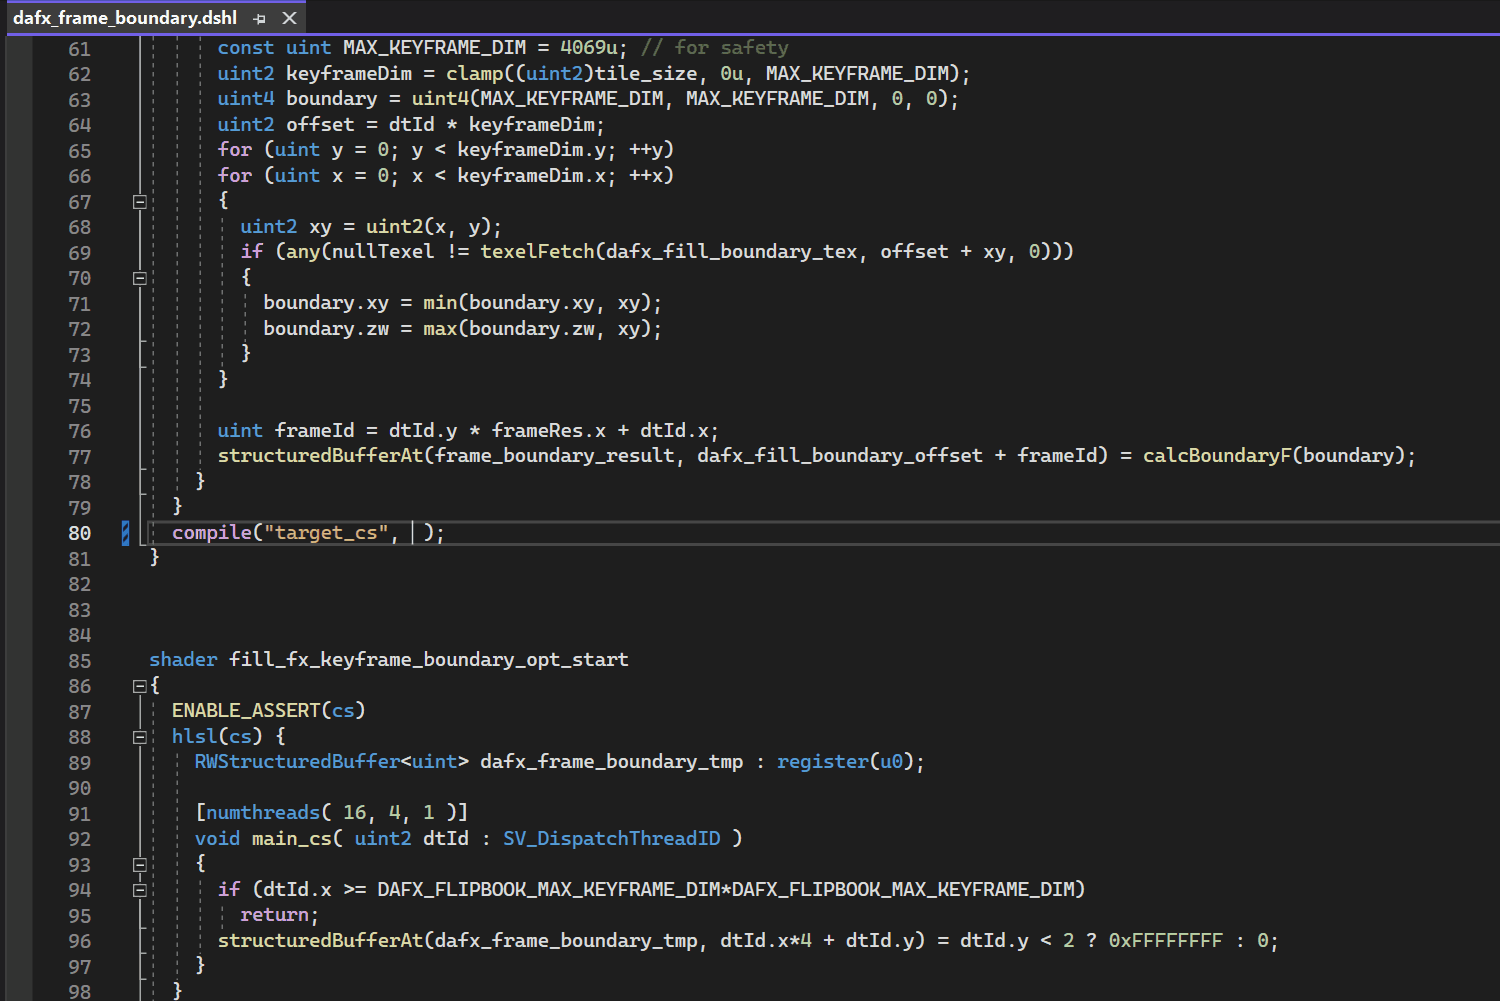 dafx_frame_boundary.dshl
61 const uint MAX_KEYFRAME_DIM = 4069u; // for safety
62 uint2 keyframeDim = clamp((uint2)tile_size, 0u, MAX_KEYFRAME_DIM);
63 uint4 boundary = uint4(MAX_KEYFRAME_DIM, MAX_KEYFRAME_DIM, 0, 0);
64 uint2 offset = dtId * keyframeDim;
65 for (uint y = 0; y < keyframeDim.y; ++y)
66 for (uint x = 0; x < keyframeDim.x; ++x)
67 {
68 uint2 xy = uint2(x, y);
69 if (any(nullTexel != texelFetch(dafx_fill_boundary_tex, offset + xy, 0)))
70 {
71 boundary.xy = min(boundary.xy, xy);
72 boundary.zw = max(boundary.zw, xy);
73 }
74 }
75
76 uint frameId = dtId.y * frameRes.x + dtId.x;
77 structuredBufferAt(frame_boundary_result, dafx_fill_boundary_offset + frameId) = calcBoundaryF(boundary);
78 }
79 }
80 compile("target_cs", );
81 }
82
83
84
85 shader fill_fx_keyframe_boundary_opt_start
86 {
87 ENABLE_ASSERT(cs)
88 hlsl(cs) {
89 RWStructuredBuffer<uint> dafx_frame_boundary_tmp : register(u0);
90
91 [numthreads( 16, 4, 1 )]
92 void main_cs( uint2 dtId : SV_DispatchThreadID )
93 {
94 if (dtId.x >= DAFX_FLIPBOOK_MAX_KEYFRAME_DIM*DAFX_FLIPBOOK_MAX_KEYFRAME_DIM)
95 return;
96 structuredBufferAt(dafx_frame_boundary_tmp, dtId.x*4 + dtId.y) = dtId.y < 2 ? 0xFFFFFFFF : 0;
97 }
98 }